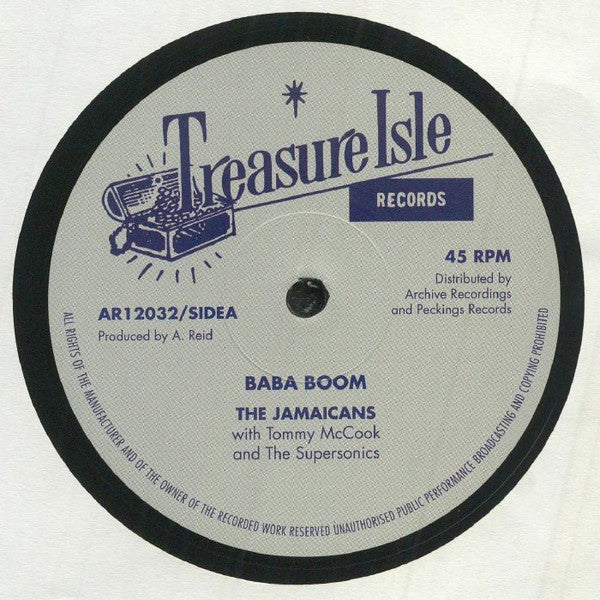 Treasure Isle
RECORDS
45 RPM
Distributed by
Archive Recordings
and Peckings Records
AR12032/SIDEA
Produced by A. Reid
BABA BOOM
THE JAMAICANS
with Tommy McCook
and The Supersonics
ALL RIGHTS OF THE MANUFACTURER AND OF THE OWNER OF THE RECORDED WORK RESERVED UNAUTHORISED PUBLIC PERFORMANCE BROADCASTING AND COPYING PROHIBITED